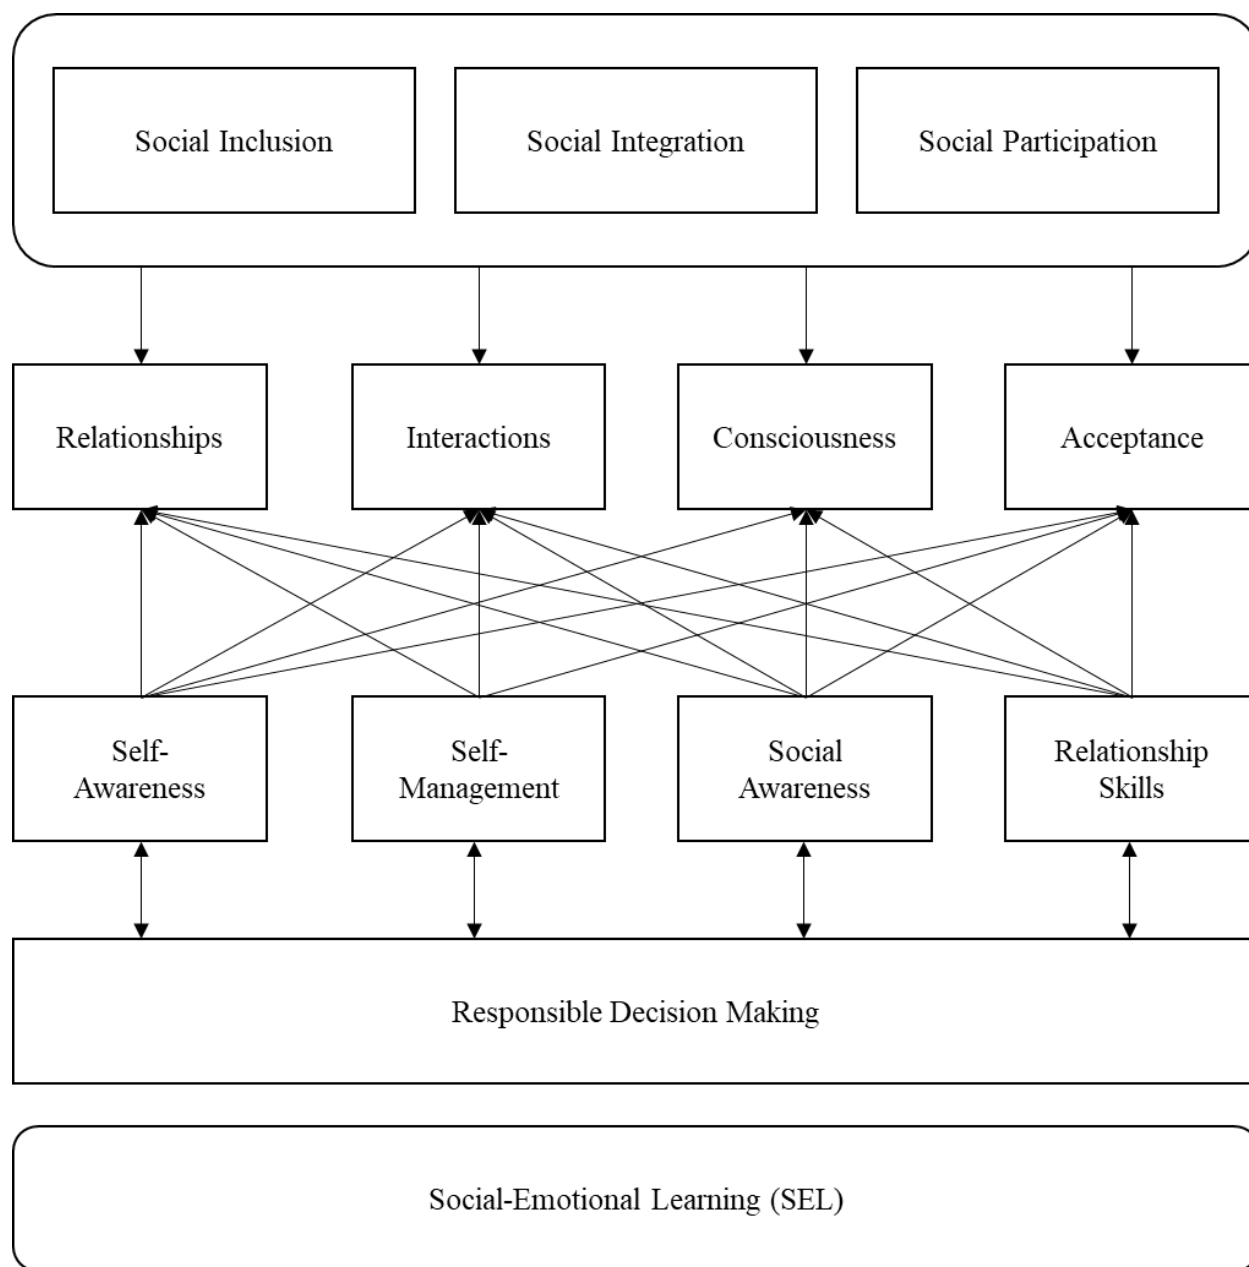 Social Inclusion
Social Integration
Social Participation
Relationships
Interactions
Consciousness
Acceptance
Self-
Awareness
Self-
Management
Social
Awareness
Relationship
Skills
Responsible Decision Making
Social-Emotional Learning (SEL)